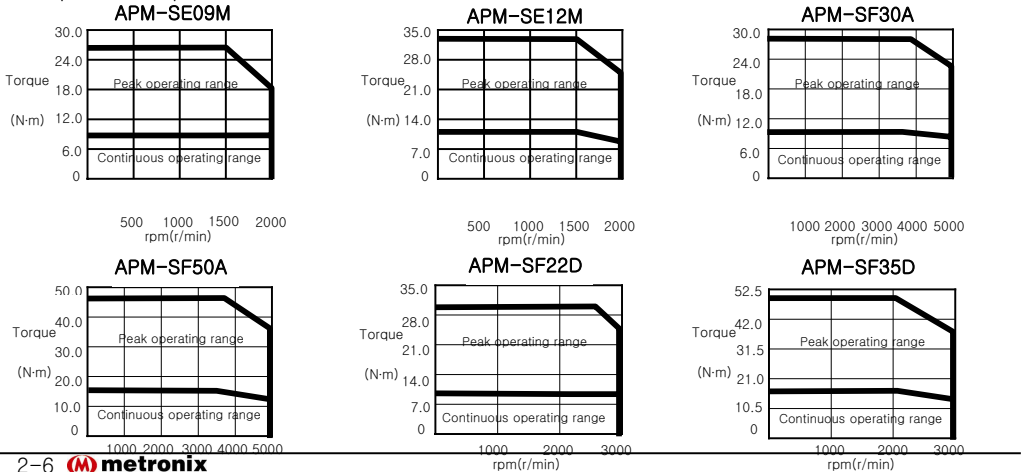 APM-SE09M
30.0
24.0
Torque
Peak operating range
18.0
(N·m)
12.0
6.0
Continuous operating range
0
500 1000 1500 2000
rpm(r/min)
APM-SE12M
35.0
28.0
Torque
Peak operating range
21.0
(N·m)
14.0
7.0
Continuous operating range
0
500 1000 1500 2000
rpm(r/min)
APM-SF30A
30.0
24.0
Torque
Peak operating range
18.0
(N·m)
12.0
6.0
Continuous operating range
0
1000 2000 3000 4000 5000
rpm(r/min)
APM-SF50A
50.0
40.0
Torque
Peak operating range
30.0
(N·m)
20.0
10.0
Continuous operating range
0
1000 2000 3000 4000 5000
APM-SF22D
35.0
28.0
Torque
Peak operating range
21.0
(N·m)
14.0
7.0
Continuous operating range
0
1000 2000 3000
rpm(r/min)
APM-SF35D
52.5
42.0
Torque
Peak operating range
31.5
(N·m)
21.0
10.5
Continuous operating range
0
1000 2000 3000
rpm(r/min)
2-6 metronix